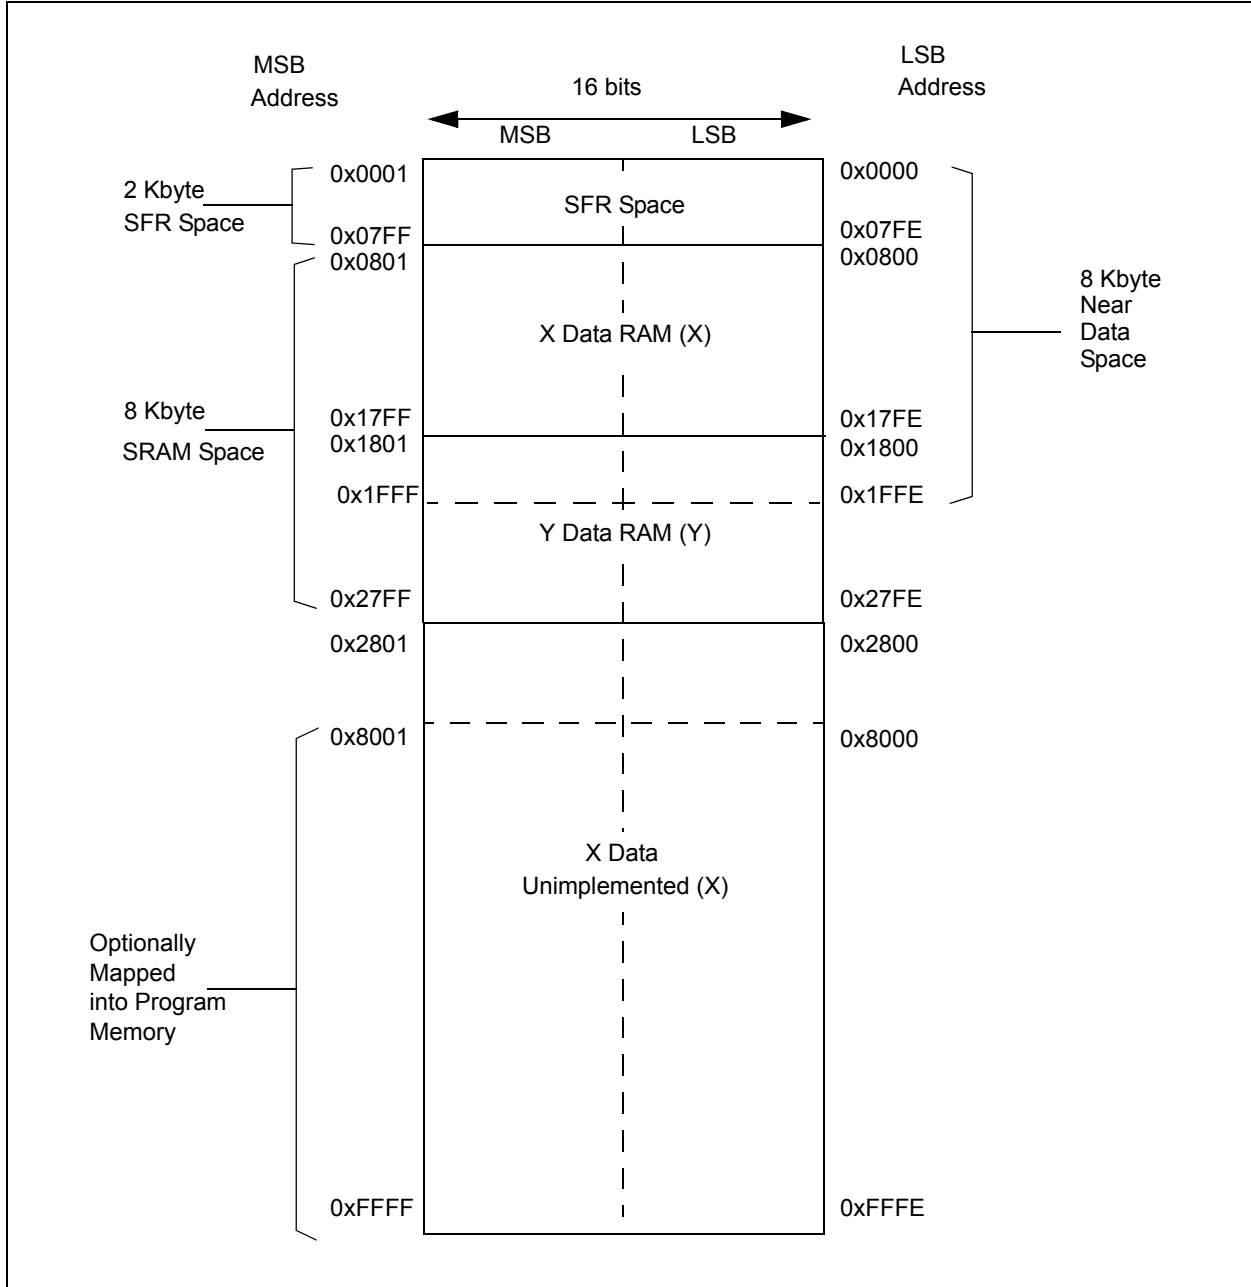 MSB
Address
LSB
Address
16 bits
MSB
LSB
0x0001
0x0000
2 Kbyte
SFR Space
SFR Space
0x07FF
0x07FE
0x0801
0x0800
8 Kbyte
Near
Data
Space
X Data RAM (X)
8 Kbyte
SRAM Space
0x17FF
0x17FE
0x1801
0x1800
0x1FFF
0x1FFE
Y Data RAM (Y)
0x27FF
0x27FE
0x2801
0x2800
0x8001
0x8000
X Data
Unimplemented (X)
Optionally
Mapped
into Program
Memory
0xFFFF
0xFFFE